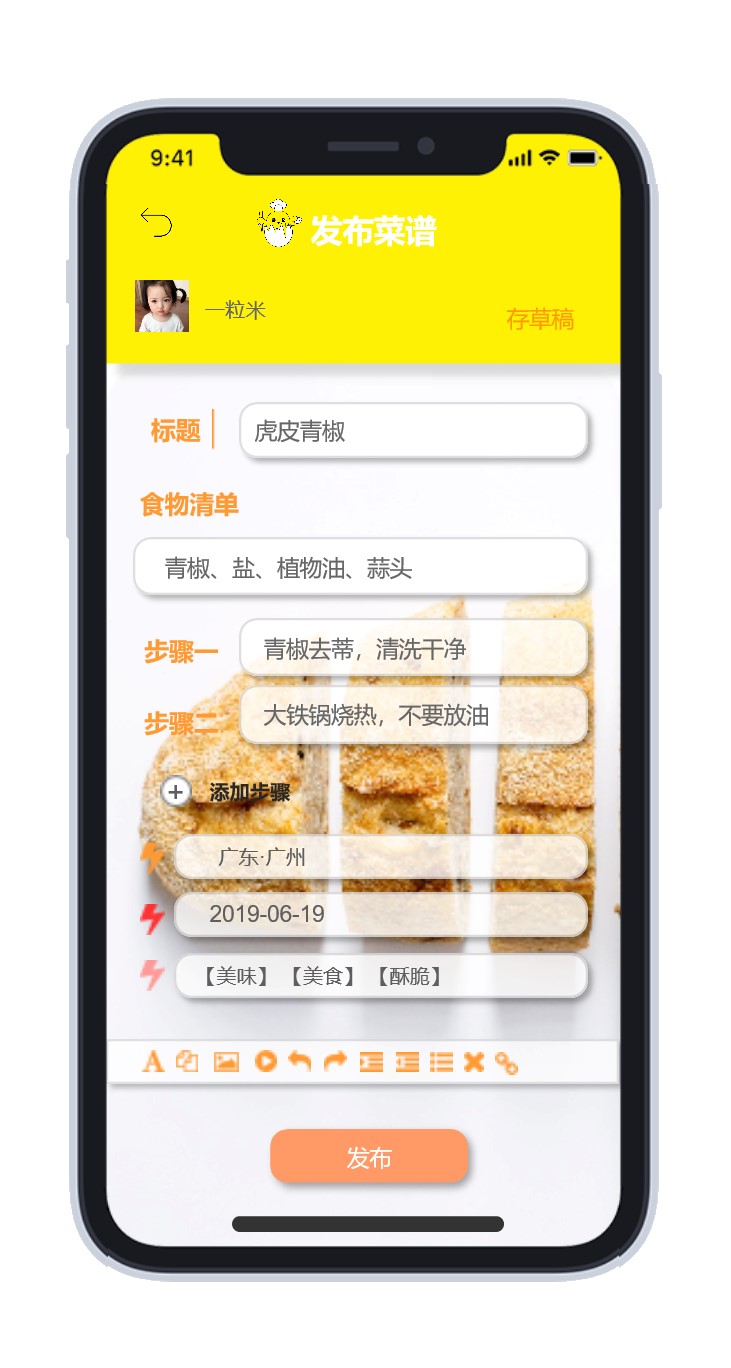 9:41
发布菜谱
一粒米
存草稿
标题 虎皮青椒
食物清单
青椒、盐、植物油、蒜头
步骤一 青椒去蒂，清洗干净
步骤二 大铁锅烧热，不要放油
添加步骤
广东·广州
2019-06-19
【美味】【美食】【酥脆】
A
发布